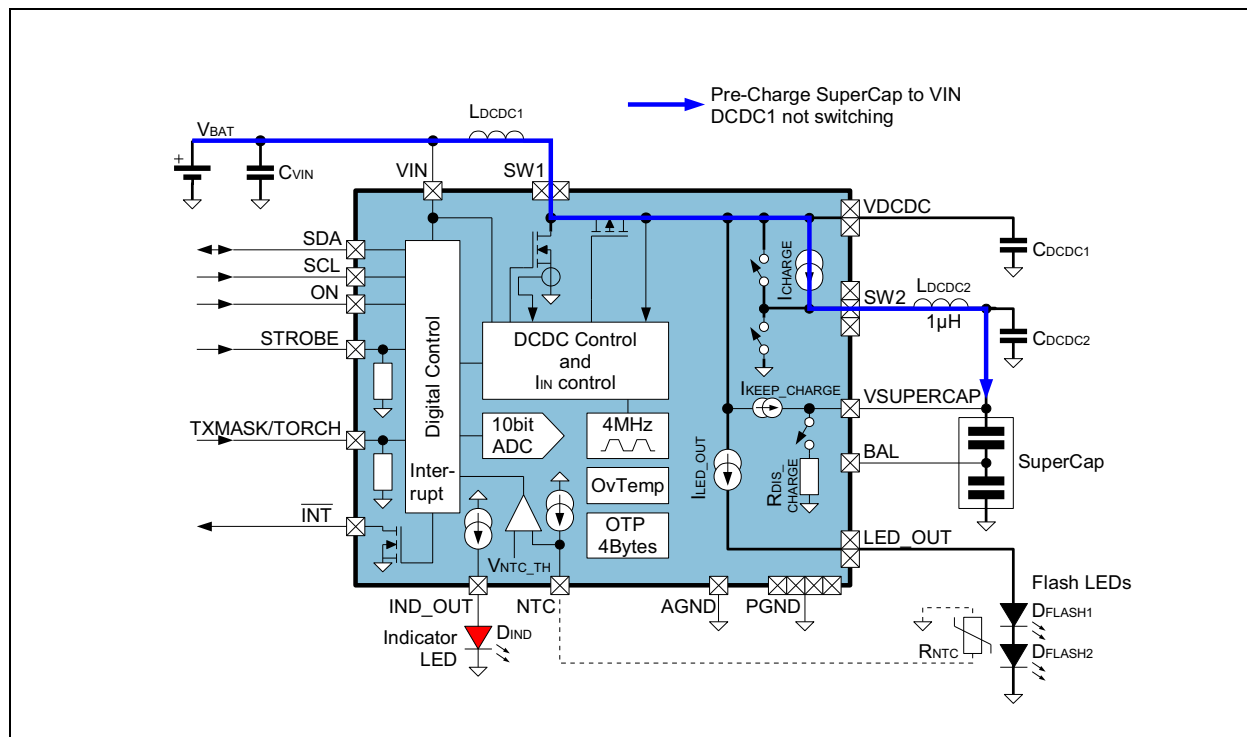 Pre-Charge SuperCap to VIN
DCDC1 not switching
LDCDC1
VBAT
+
CVIN
VIN
SW1
VDCDC
CDCDC1
SDA
SCL
ON
STROBE
TXMASK/TORCH
INT
Digital Control
Inter-
rupt
DCDC Control
and
IIN control
10bit
ADC
4MHz
OvTemp
OTP
4Bytes
VNTC_TH
ICHARGE
SW2
LDCDC2
1µH
CDCDC2
IKEEP_CHARGE
VSUPERCAP
BAL
SuperCap
ILED_OUT
RDIS_
CHARGE
LED_OUT
Flash LEDs
DFLASH1
DFLASH2
RNTC
IND_OUT
NTC
AGND
PGND
Indicator
LED
DIND